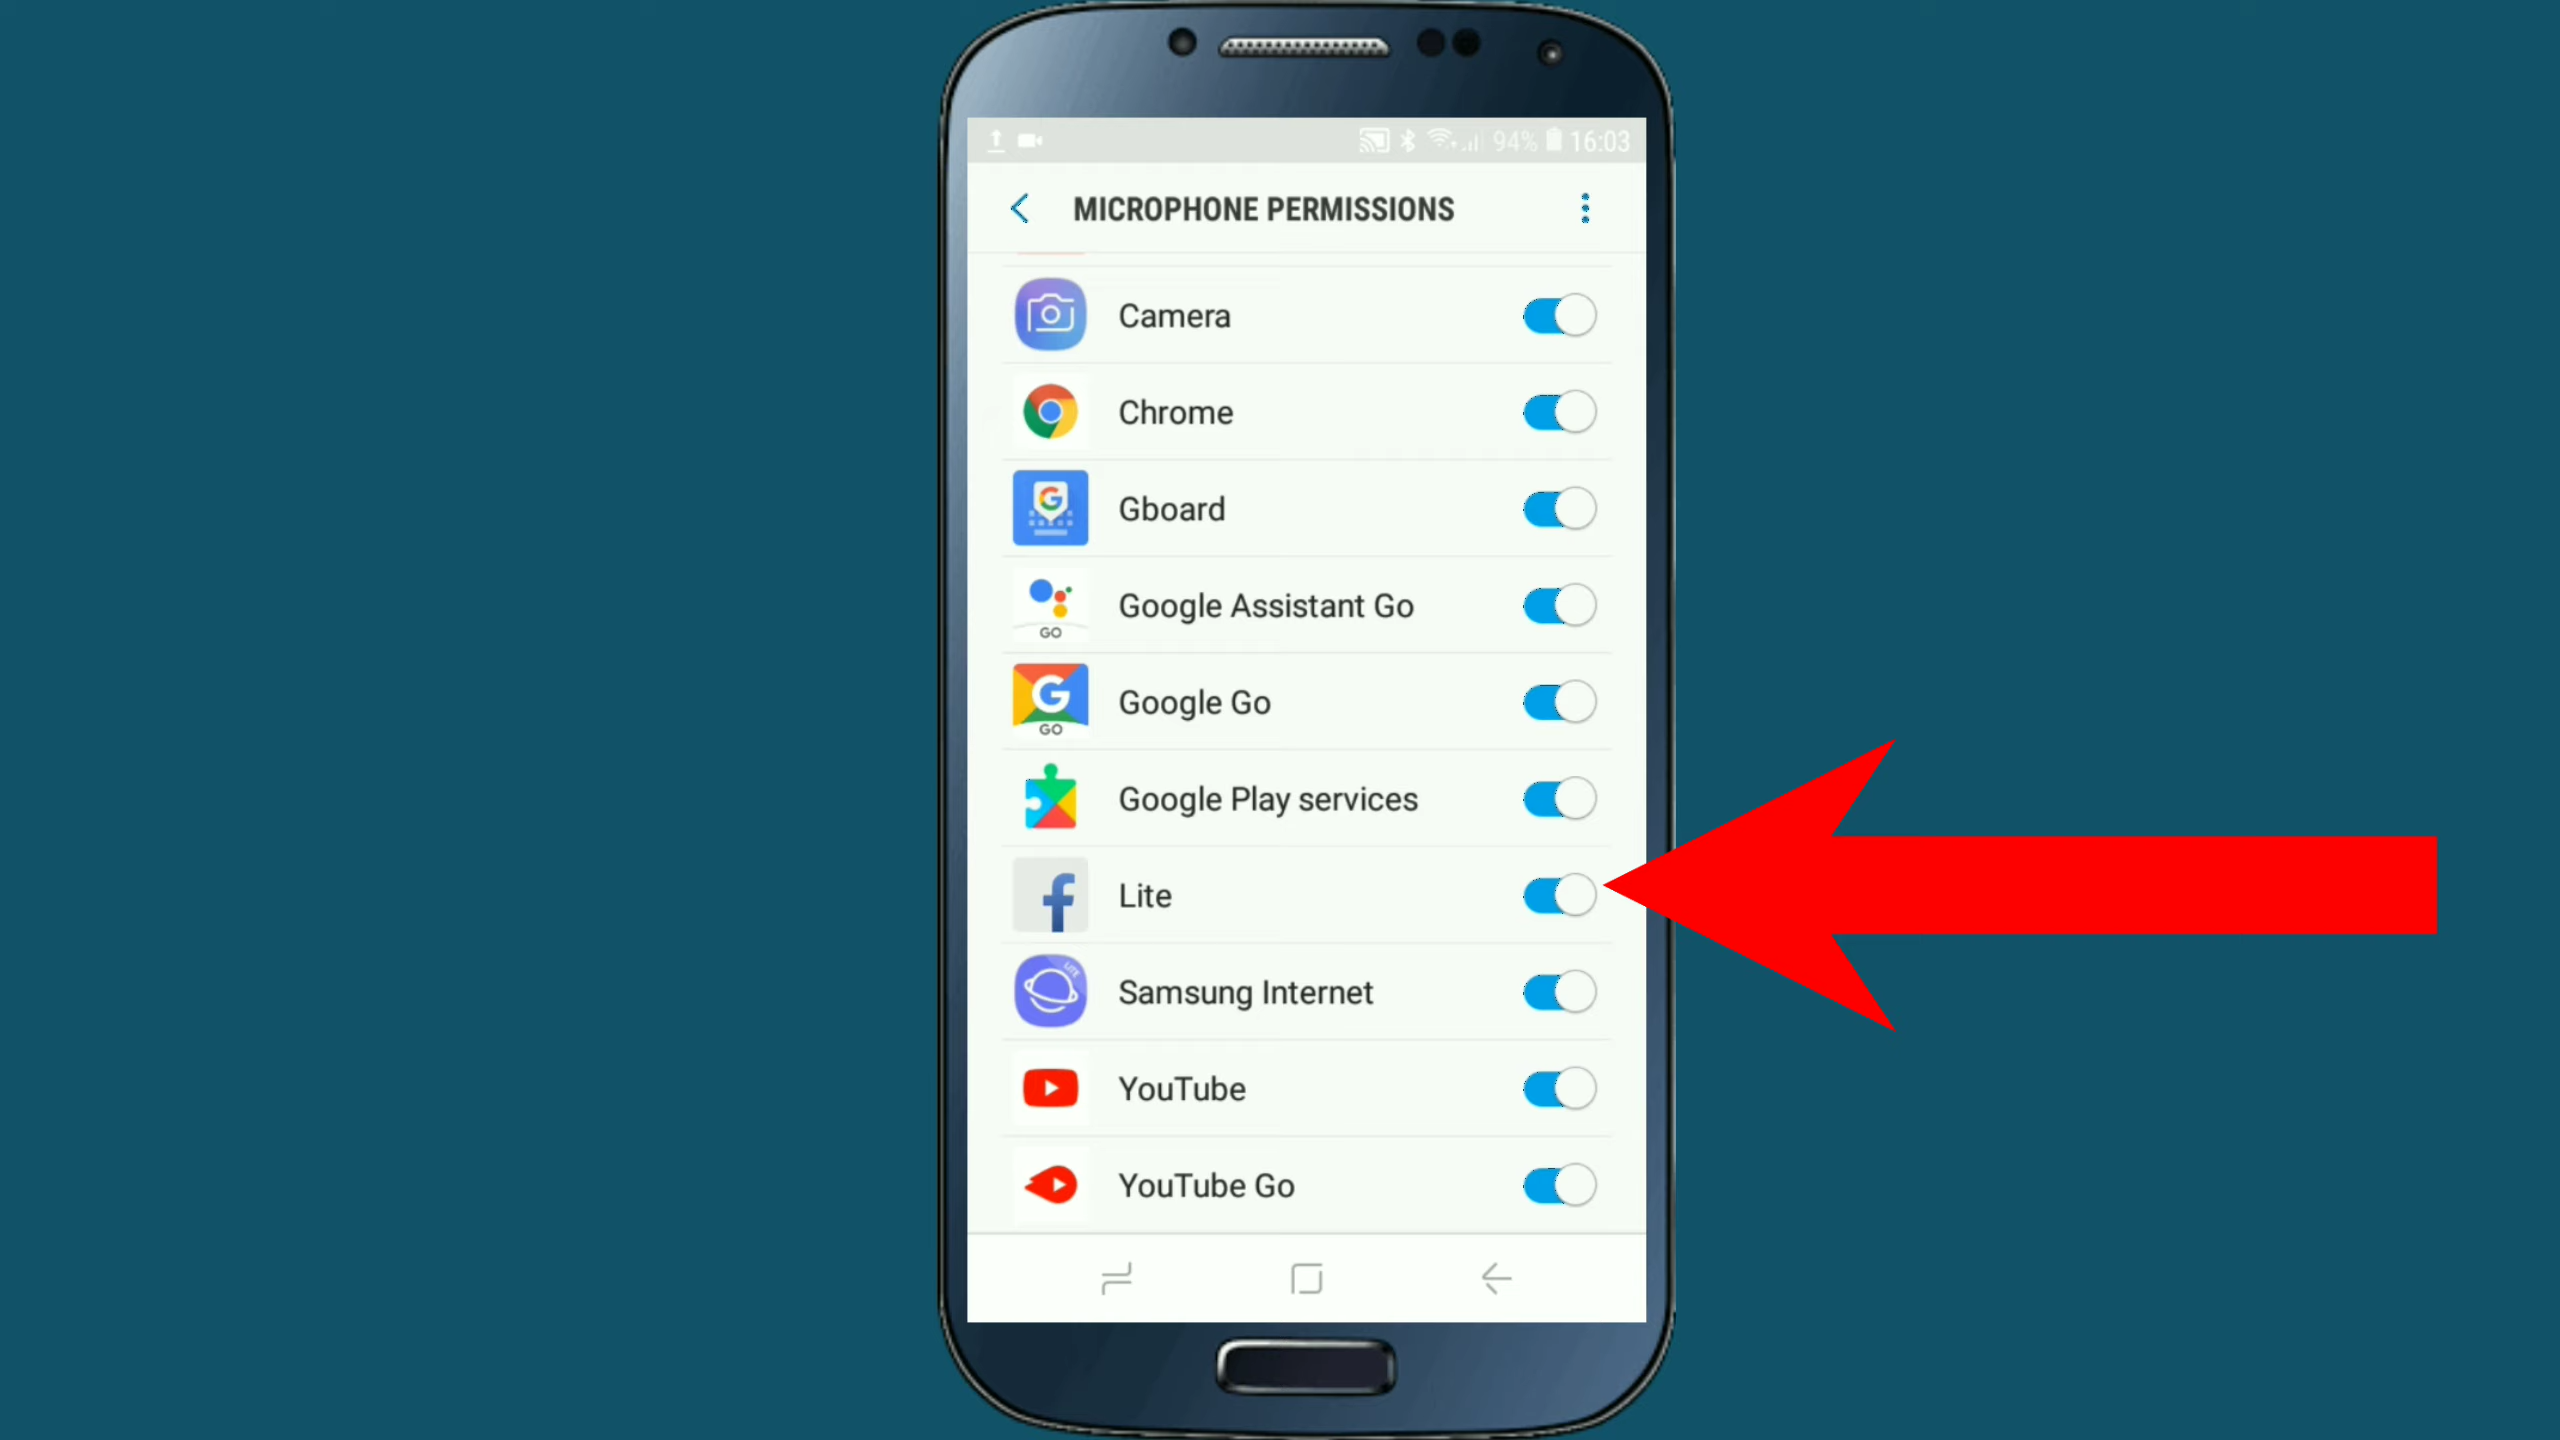 94% 16:03
MICROPHONE PERMISSIONS
Camera
Chrome
Gboard
Google Assistant Go
GO
Google Go
GO
Google Play services
Lite
LITE
Samsung Internet
YouTube
YouTube Go